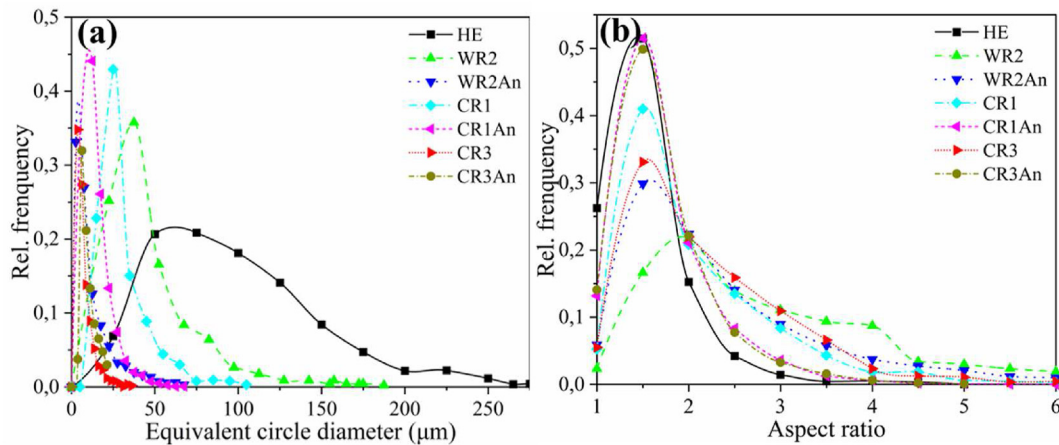 (a)
Rel. frenquency
0,5
0,4
0,3
0,2
0,1
0,0
HE
WR2
WR2An
CR1
CR1An
CR3
CR3An
0 50 100 150 200 250
Equivalent circle diameter (μm)
(b)
Rel. frenquency
0,5
0,4
0,3
0,2
0,1
0,0
HE
WR2
WR2An
CR1
CR1An
CR3
CR3An
1 2 3 4 5 6
Aspect ratio